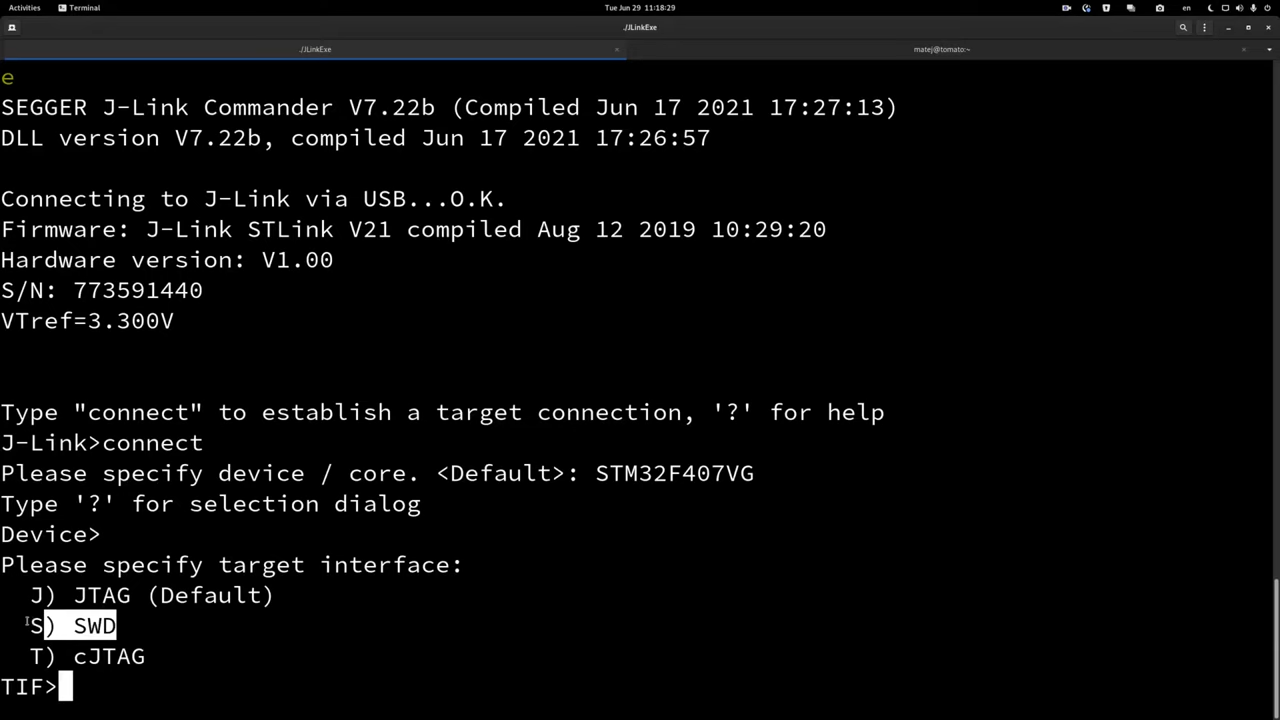 Activities Terminal Tue Jun 29 11:18:29 en
./JLinkExe
./JLinkExe × matej@tomato:~ ×
e
SEGGER J-Link Commander V7.22b (Compiled Jun 17 2021 17:27:13)
DLL version V7.22b, compiled Jun 17 2021 17:26:57
Connecting to J-Link via USB...O.K.
Firmware: J-Link STLink V21 compiled Aug 12 2019 10:29:20
Hardware version: V1.00
S/N: 773591440
VTref=3.300V
Type "connect" to establish a target connection, '?' for help
J-Link>connect
Please specify device / core. <Default>: STM32F407VG
Type '?' for selection dialog
Device>
Please specify target interface:
J) JTAG (Default)
S) SWD
T) cJTAG
TIF>